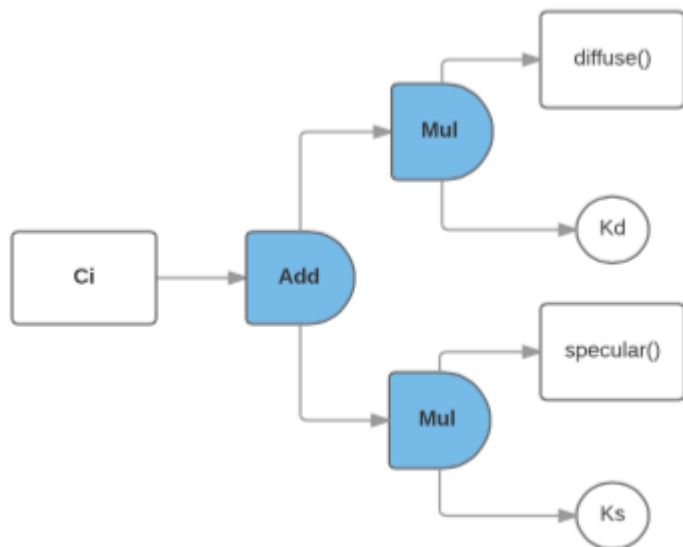 diffuse()
Mul
Kd
Ci
Add
specular()
Mul
Ks